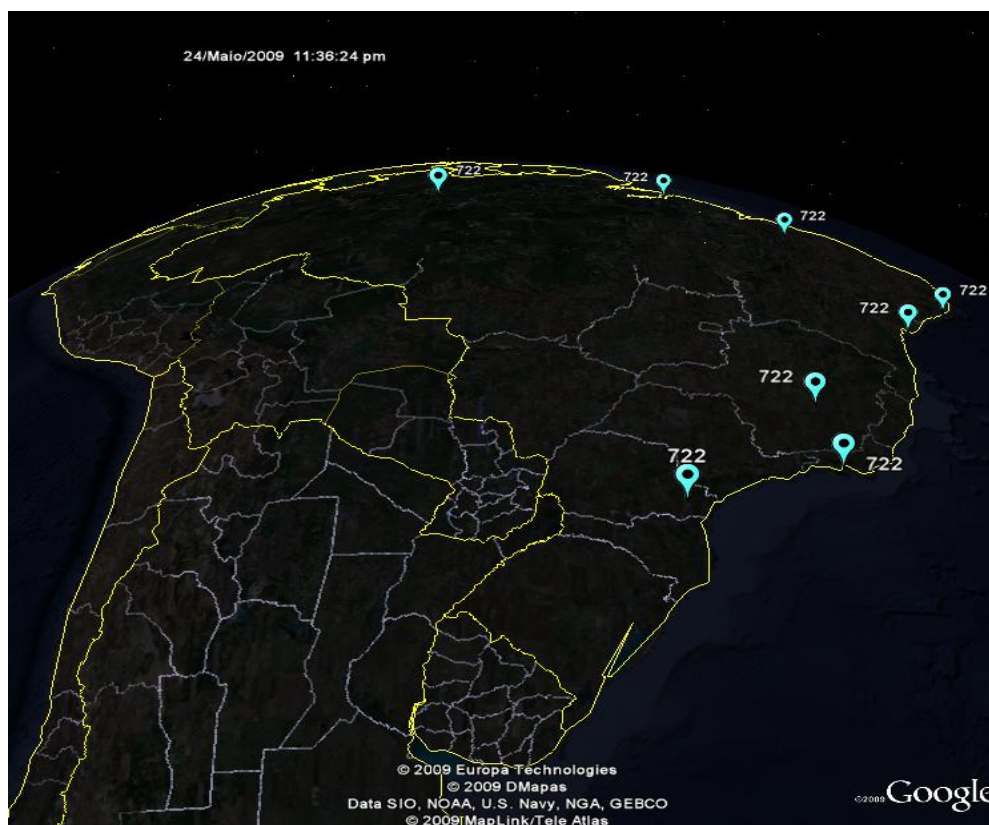 24/Maio/2009 11:36:24 pm
722
722
722
722
722
722
722
722
© 2009 Europa Technologies
© 2009 DMapas
Data SIO, NOAA, U.S. Navy, NGA, GEBCO
© 2009 MapLink/Tele Atlas
©2009 Google